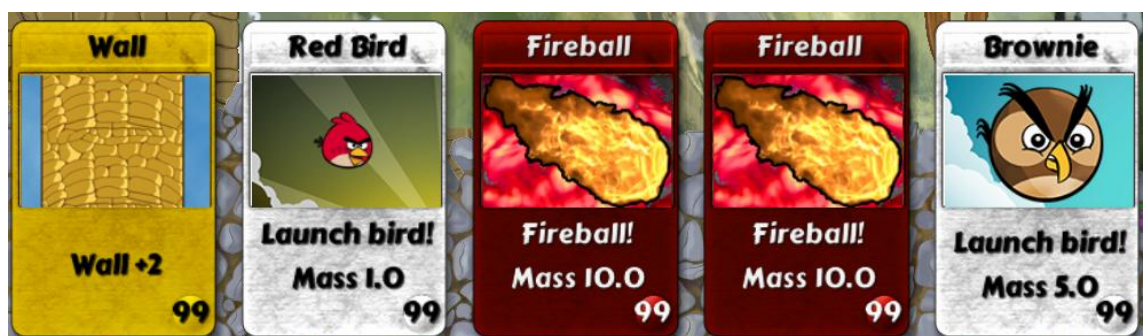 Wall
Wall +2
99
Red Bird
Launch bird!
Mass 1.0
99
Fireball
Fireball!
Mass 10.0
99
Fireball
Fireball!
Mass 10.0
99
Brownie
Launch bird!
Mass 5.0
99